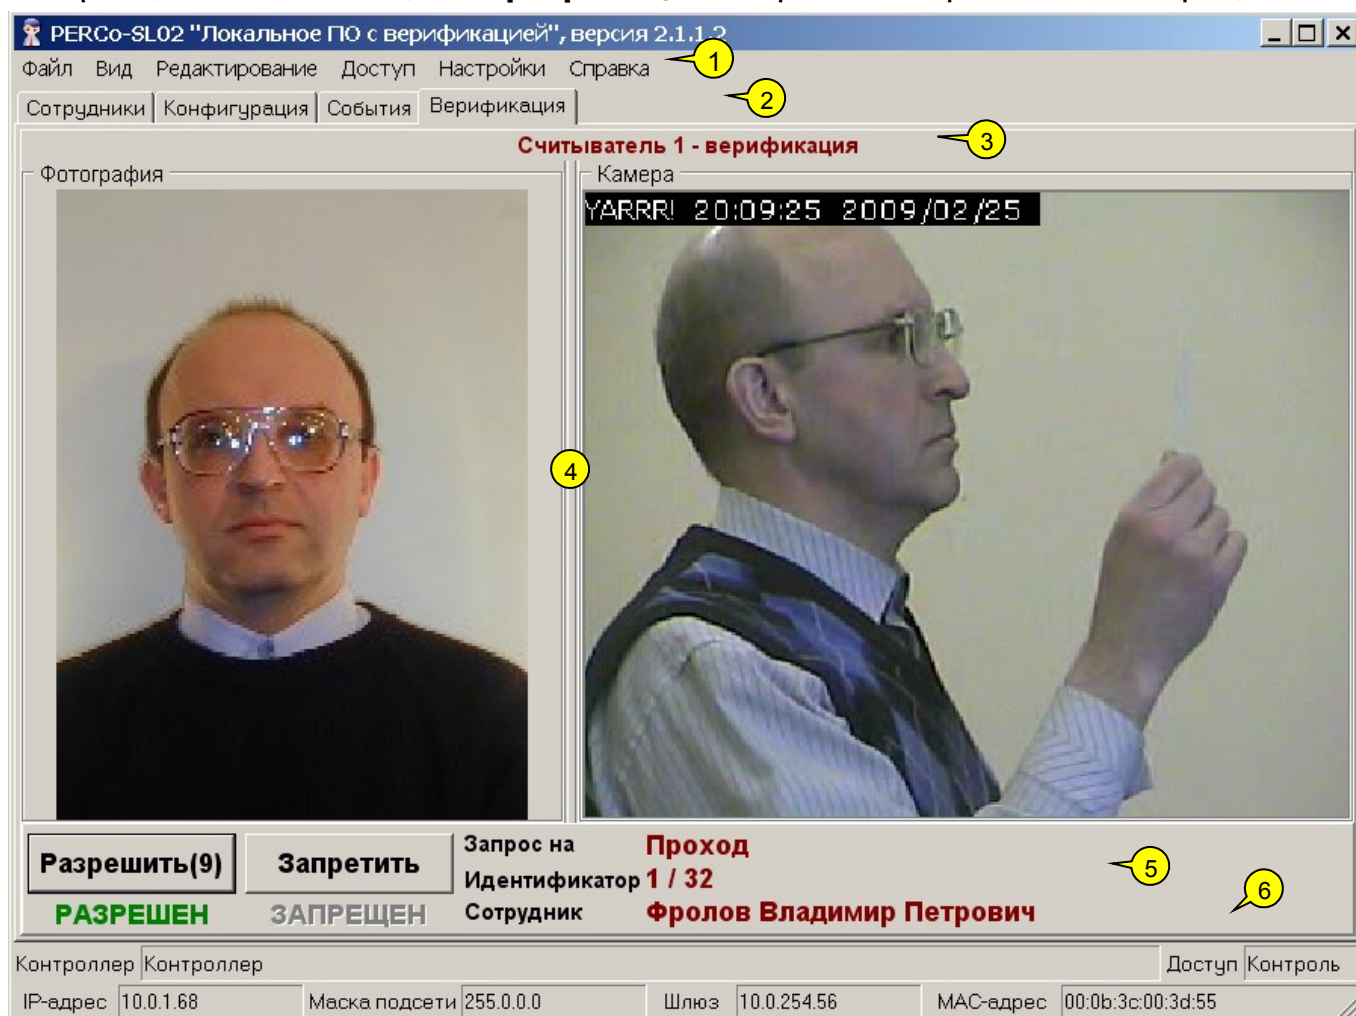 PERCo-SL02 "Локальное ПО с верификацией", версия 2.1.1.2
Файл Вид Редактирование Доступ Настройки Справка
1
Сотрудники Конфигурация События Верификация
2
Считыватель 1 - верификация
3
Фотография
Камера
YARRR! 20:09:25 2009/02/25
4
Разрешить(9) Запретить
Запрос на Проход
Идентификатор 1 / 32
5
РАЗРЕШЕН ЗАПРЕЩЕН
Сотрудник Фролов Владимир Петрович
6
Контроллер Контроллер Доступ Контроль
IP-адрес 10.0.1.68 Маска подсети 255.0.0.0 Шлюз 10.0.254.56 MAC-адрес 00:0b:3c:00:3d:55